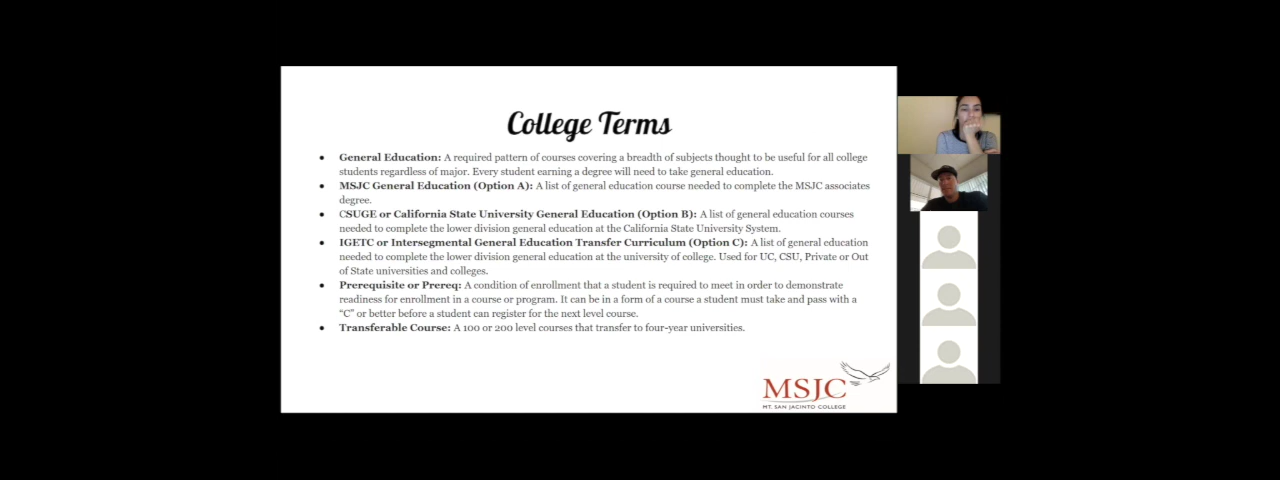 College Terms
● General Education: A required pattern of courses covering a breadth of subjects thought to be useful for all college
students regardless of major. Every student earning a degree will need to take general education.
● MSJC General Education (Option A): A list of general education course needed to complete the MSJC associates
degree.
● CSUGE or California State University General Education (Option B): A list of general education courses
needed to complete the lower division general education at the California State University System.
● IGETC or Intersegmental General Education Transfer Curriculum (Option C): A list of general education
needed to complete the lower division general education at the university of college. Used for UC, CSU, Private or Out
of State universities and colleges.
● Prerequisite or Prereq: A condition of enrollment that a student is required to meet in order to demonstrate
readiness for enrollment in a course or program. It can be in a form of a course a student must take and pass with a
“C” or better before a student can register for the next level course.
● Transferable Course: A 100 or 200 level courses that transfer to four-year universities.
MSJC
MT. SAN JACINTO COLLEGE